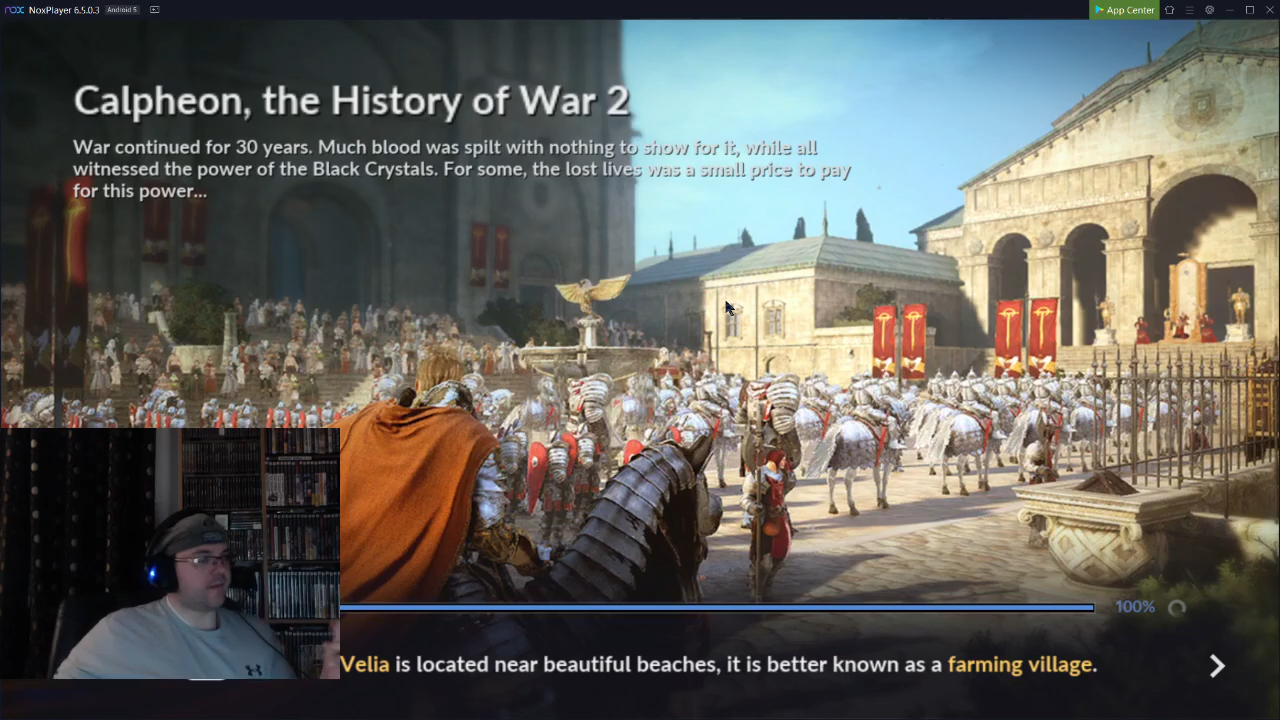 nox NoxPlayer 6.5.0.3 Android 5
App Center
Calpheon, the History of War 2
War continued for 30 years. Much blood was spilt with nothing to show for it, while all
witnessed the power of the Black Crystals. For some, the lost lives was a small price to pay
for this power...
100%
Velia is located near beautiful beaches, it is better known as a farming village.